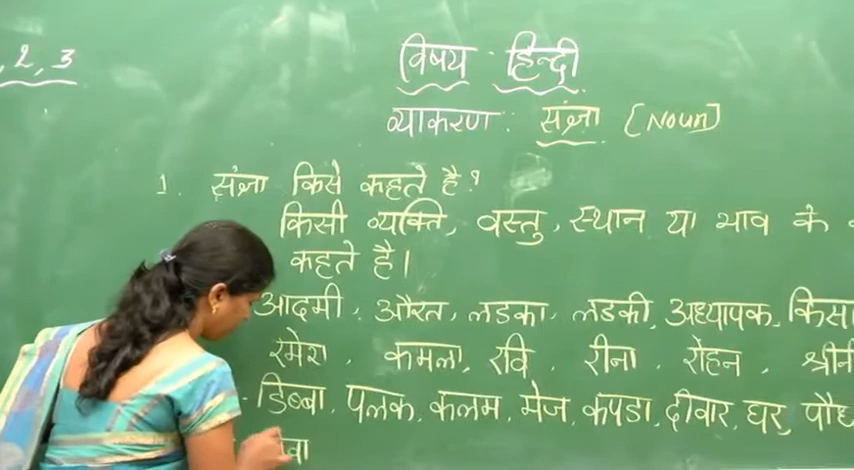 2, 3
विषय - हिन्दी
व्याकरण : संज्ञा (Noun)
1. संज्ञा किसे कहते है?
किसी व्यक्ति, वस्तु, स्थान या भाव के
कहते है।
आदमी, औरत, लडका, लडकी, अध्यापक, किसा
रमेश, कमला, रवि, रीना, रोहन, श्रीनि
डिब्बा, पलक, कलम, मेज, कपडा, दीवार, घर, पौध